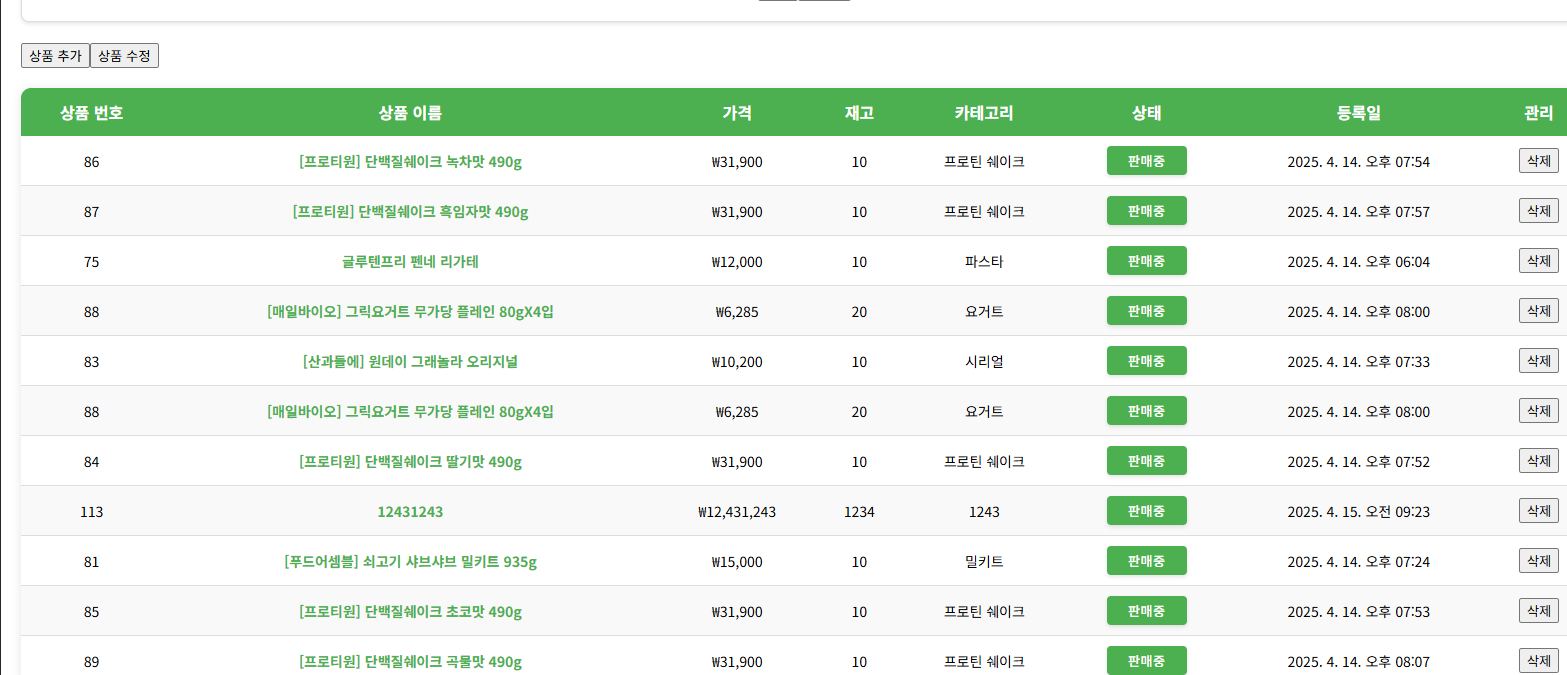 상품 추가 상품 수정
상품 번호 상품 이름 가격 재고 카테고리 상태 등록일 관리
86 [프로티원] 단백질쉐이크 녹차맛 490g ₩31,900 10 프로틴 쉐이크 판매중 2025. 4. 14. 오후 07:54 삭제
87 [프로티원] 단백질쉐이크 흑임자맛 490g ₩31,900 10 프로틴 쉐이크 판매중 2025. 4. 14. 오후 07:57 삭제
75 글루텐프리 펜네 리가테 ₩12,000 10 파스타 판매중 2025. 4. 14. 오후 06:04 삭제
88 [매일바이오] 그릭요거트 무가당 플레인 80gX4입 ₩6,285 20 요거트 판매중 2025. 4. 14. 오후 08:00 삭제
83 [산과들에] 원데이 그래놀라 오리지널 ₩10,200 10 시리얼 판매중 2025. 4. 14. 오후 07:33 삭제
88 [매일바이오] 그릭요거트 무가당 플레인 80gX4입 ₩6,285 20 요거트 판매중 2025. 4. 14. 오후 08:00 삭제
84 [프로티원] 단백질쉐이크 딸기맛 490g ₩31,900 10 프로틴 쉐이크 판매중 2025. 4. 14. 오후 07:52 삭제
113 12431243 ₩12,431,243 1234 1243 판매중 2025. 4. 15. 오전 09:23 삭제
81 [푸드어셈블] 쇠고기 샤브샤브 밀키트 935g ₩15,000 10 밀키트 판매중 2025. 4. 14. 오후 07:24 삭제
85 [프로티원] 단백질쉐이크 초코맛 490g ₩31,900 10 프로틴 쉐이크 판매중 2025. 4. 14. 오후 07:53 삭제
89 [프로티원] 단백질쉐이크 곡물맛 490g ₩31,900 10 프로틴 쉐이크 판매중 2025. 4. 14. 오후 08:07 삭제